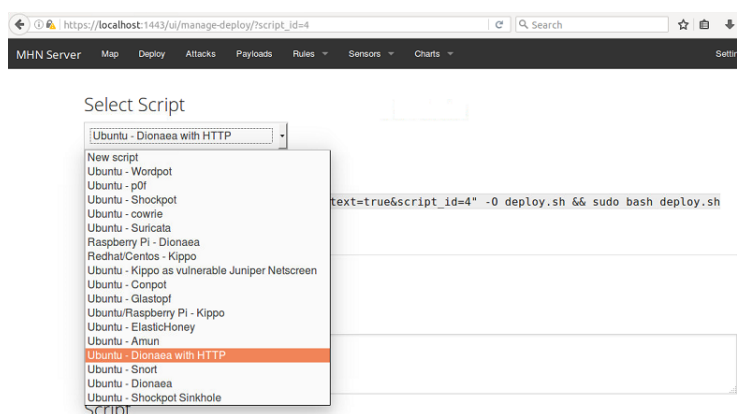 https://localhost:1443/ui/manage-deploy/?script_id=4 Search
MHN Server Map Deploy Attacks Payloads Rules Sensors Charts
Select Script
Ubuntu - Dionaea with HTTP
New script
Ubuntu - Wordpot
Ubuntu - p0f
Ubuntu - Shockpot
text=true&script_id=4" -O deploy.sh && sudo bash deploy.sh
Ubuntu - cowrie
Ubuntu - Suricata
Raspberry Pi - Dionaea
Redhat/Centos - Kippo
Ubuntu - Kippo as vulnerable Juniper Netscreen
Ubuntu - Conpot
Ubuntu - Glastopf
Ubuntu/Raspberry Pi - Kippo
Ubuntu - ElasticHoney
Ubuntu - Amun
Ubuntu - Dionaea with HTTP
Ubuntu - Snort
Ubuntu - Dionaea
Ubuntu - Shockpot Sinkhole
Script